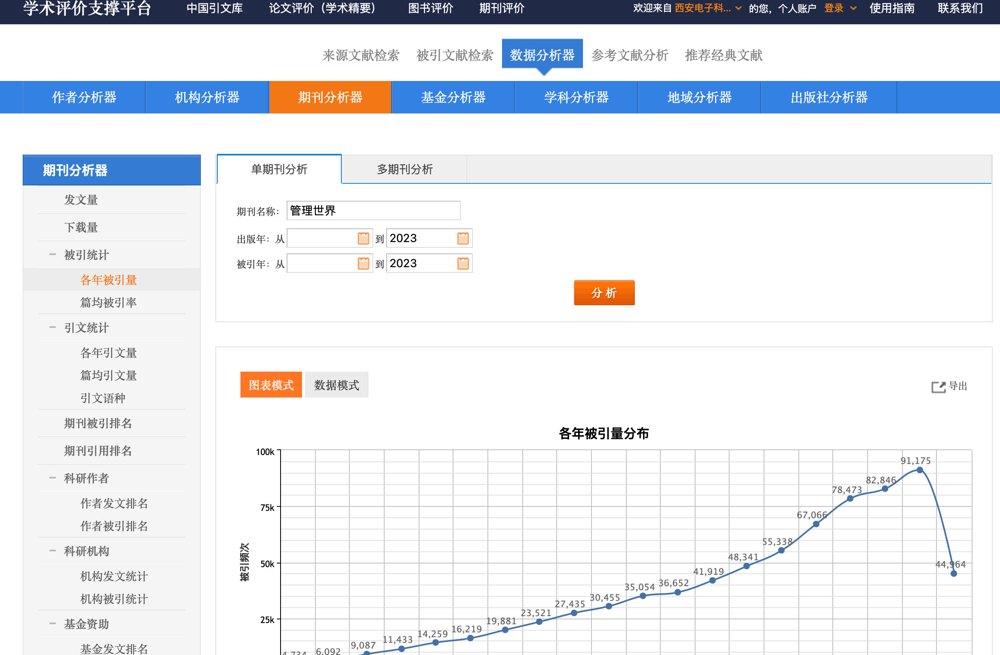 学术评价支撑平台 中国引文库 论文评价（学术精要） 图书评价 期刊评价 欢迎来自 西安电子科... 的您，个人账户 登录 使用指南 联系我们
来源文献检索 被引文献检索 数据分析器 参考文献分析 推荐经典文献
作者分析器 机构分析器 期刊分析器 基金分析器 学科分析器 地域分析器 出版社分析器
期刊分析器
发文量
下载量
被引统计
各年被引量
篇均被引率
引文统计
各年引文量
篇均引文量
引文语种
期刊被引排名
期刊引用排名
科研作者
作者发文排名
作者被引排名
科研机构
机构发文统计
机构被引统计
基金资助
基金发文排名
单期刊分析 多期刊分析
期刊名称： 管理世界
出版年：从 到 2023
被引年：从 到 2023
分 析
图表模式 数据模式 导出
各年被引量分布
被引频次
100k
75k
50k
25k
4,734
6,092
9,087
11,433
14,259
16,219
19,881
23,521
27,435
30,455
35,054
36,652
41,919
48,341
55,338
67,066
78,473
82,846
91,175
44,964